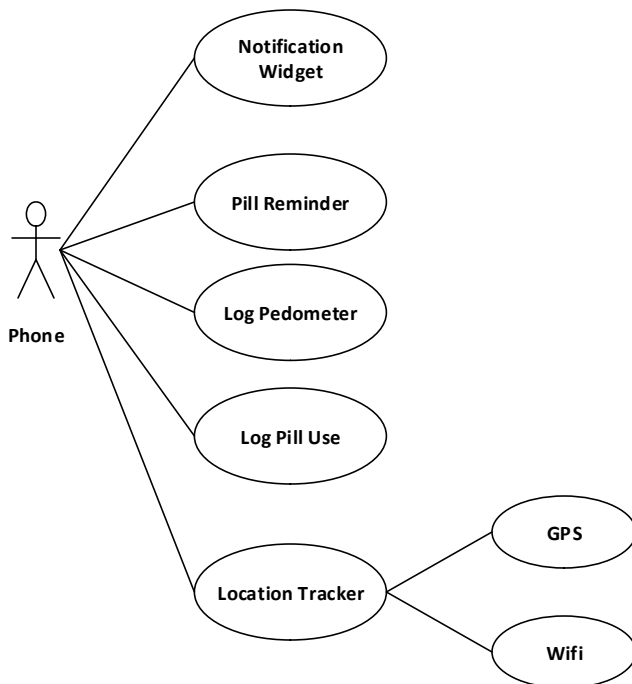 Notification
Widget
Pill Reminder
Log Pedometer
Phone
Log Pill Use
GPS
Location Tracker
Wifi